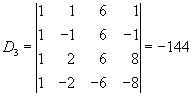 D₃ = |1 1 6 1|
|1 -1 6 -1|
|1 2 6 8|
|1 -2 -6 -8| = -144